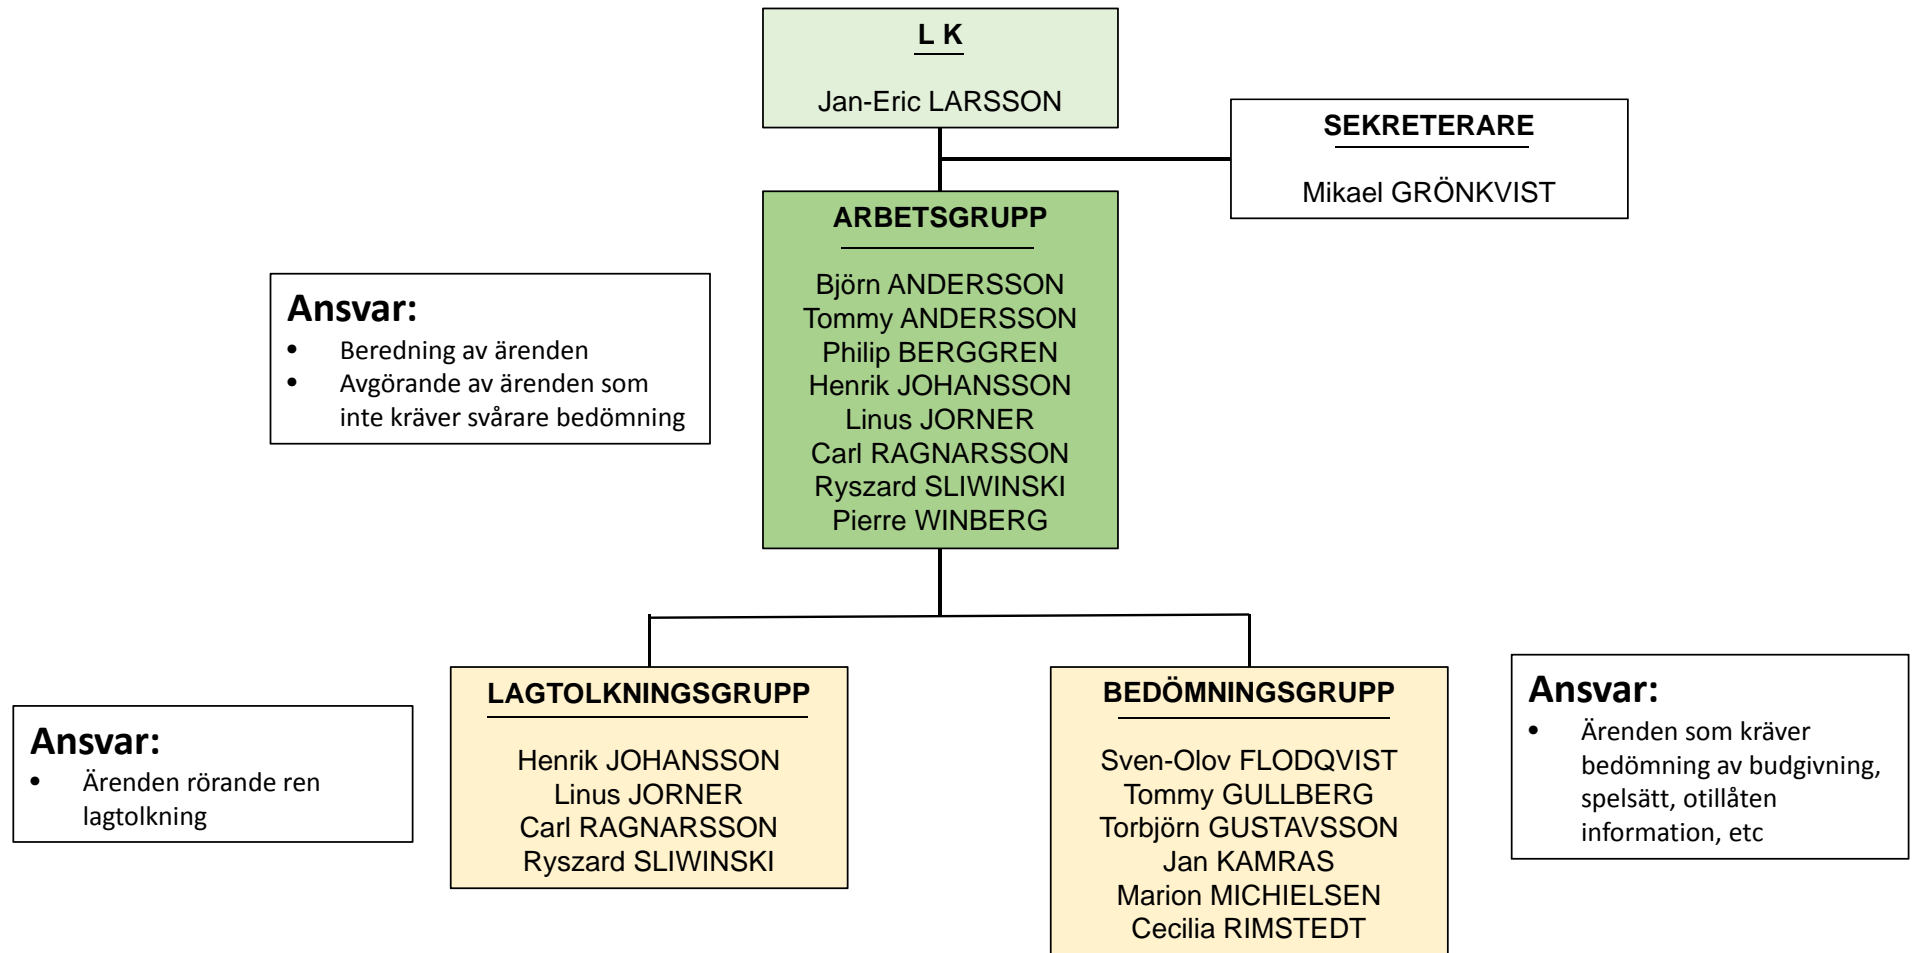 L K
Jan-Eric LARSSON
SEKRETERARE
Mikael GRÖNKVIST
ARBETSGRUPP
Björn ANDERSSON
Tommy ANDERSSON
Philip BERGGREN
Henrik JOHANSSON
Linus JORNER
Carl RAGNARSSON
Ryszard SLIWINSKI
Pierre WINBERG
Ansvar:
• Beredning av ärenden
• Avgörande av ärenden som
inte kräver svårare bedömning
Ansvar:
• Ärenden rörande ren
lagtolkning
LAGTOLKNINGSGRUPP
Henrik JOHANSSON
Linus JORNER
Carl RAGNARSSON
Ryszard SLIWINSKI
BEDÖMNINGSGRUPP
Sven-Olov FLODQVIST
Tommy GULLBERG
Torbjörn GUSTAVSSON
Jan KAMRAS
Marion MICHIELSEN
Cecilia RIMSTEDT
Ansvar:
• Ärenden som kräver
bedömning av budgivning,
spelsätt, otillåten
information, etc